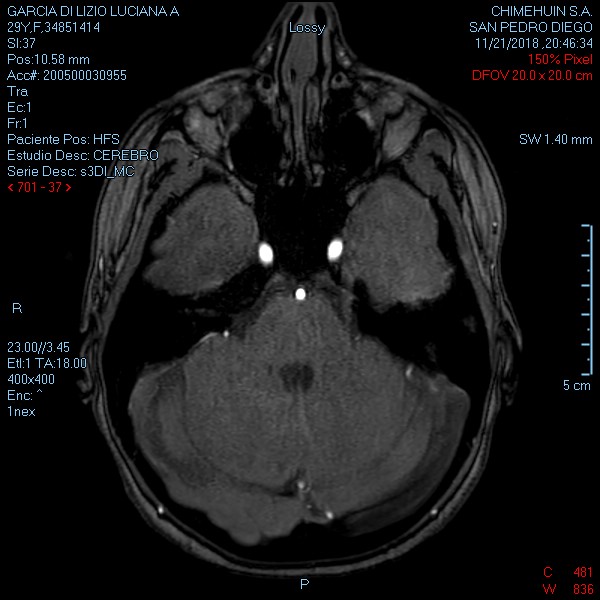 GARCIA DI LIZIO LUCIANA A
29Y,F,34851414
Sl:37
Pos:10.58 mm
Acc#: 200500030955
Tra
Ec:1
Fr:1
Paciente Pos: HFS
Estudio Desc: CEREBRO
Serie Desc: s3DI_MC
< 701 - 37 >
Lossy
CHIMEHUIN S.A.
SAN PEDRO DIEGO
11/21/2018 ,20:46:34
150% Pixel
DFOV 20.0 x 20.0 cm
SW 1.40 mm
R
23.00//3.45
Etl:1 TA:18.00
400x400
Enc: ^
1nex
5 cm
P
C 481
W 836